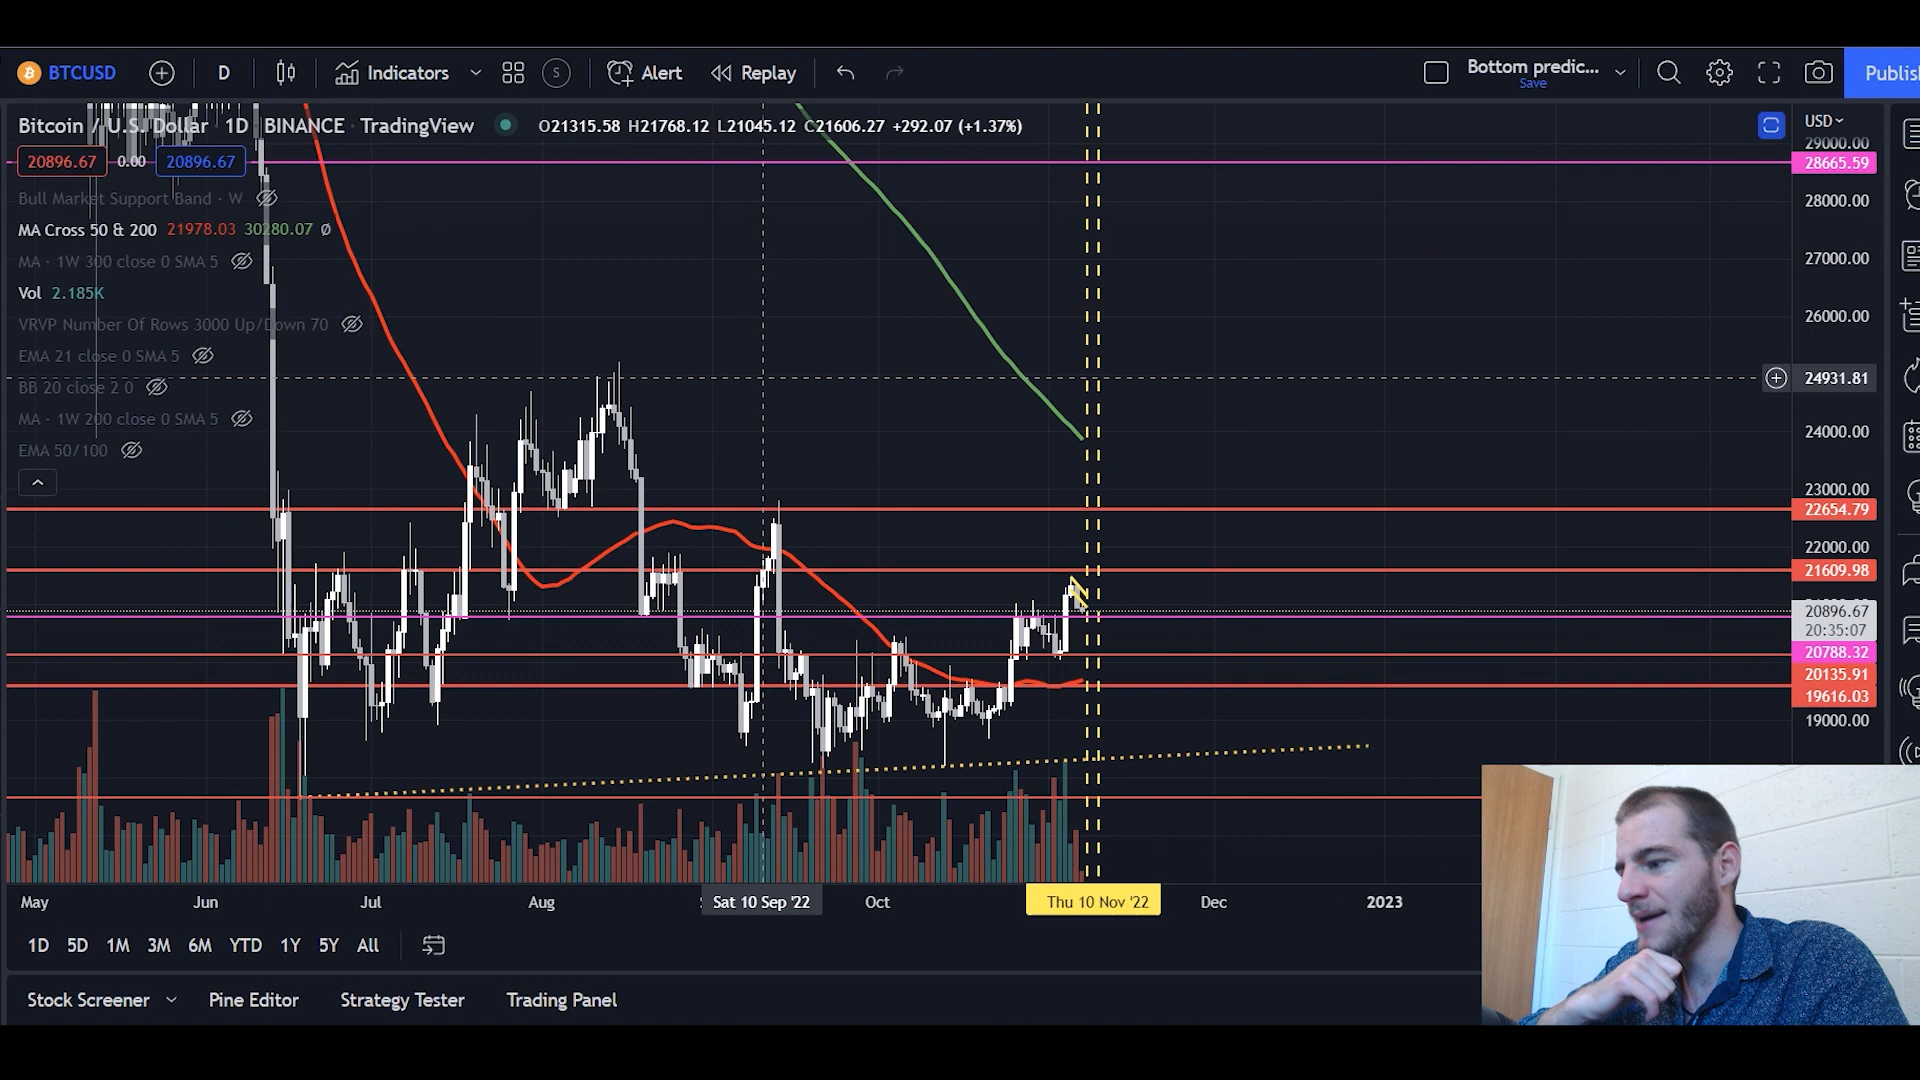 BTCUSD D Indicators S Alert Replay Bottom predic... Save Publis
Bitcoin / U.S. Dollar 1D BINANCE TradingView O21315.58 H21768.12 L21045.12 C21606.27 +292.07 (+1.37%) USD
29000.00
20896.67 0.00 20896.67 28665.59
Bull Market Support Band · W 28000.00
MA Cross 50 & 200 21978.03 30280.07 Ø
MA · 1W 300 close 0 SMA 5 27000.00
Vol 2.185K
VRVP Number Of Rows 3000 Up/Down 70 26000.00
EMA 21 close 0 SMA 5
BB 20 close 2 0 24931.81
MA · 1W 200 close 0 SMA 5 24000.00
EMA 50/100
23000.00
22654.79
22000.00
21609.98
20896.67
20:35:07
20788.32
20135.91
19616.03
19000.00
May Jun Jul Aug Sat 10 Sep '22 Oct Thu 10 Nov '22 Dec 2023
1D 5D 1M 3M 6M YTD 1Y 5Y All
Stock Screener Pine Editor Strategy Tester Trading Panel